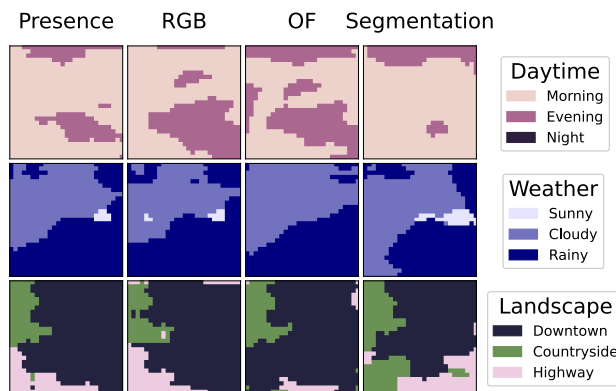 Presence RGB OF Segmentation
Daytime
Morning
Evening
Night
Weather
Sunny
Cloudy
Rainy
Landscape
Downtown
Countryside
Highway